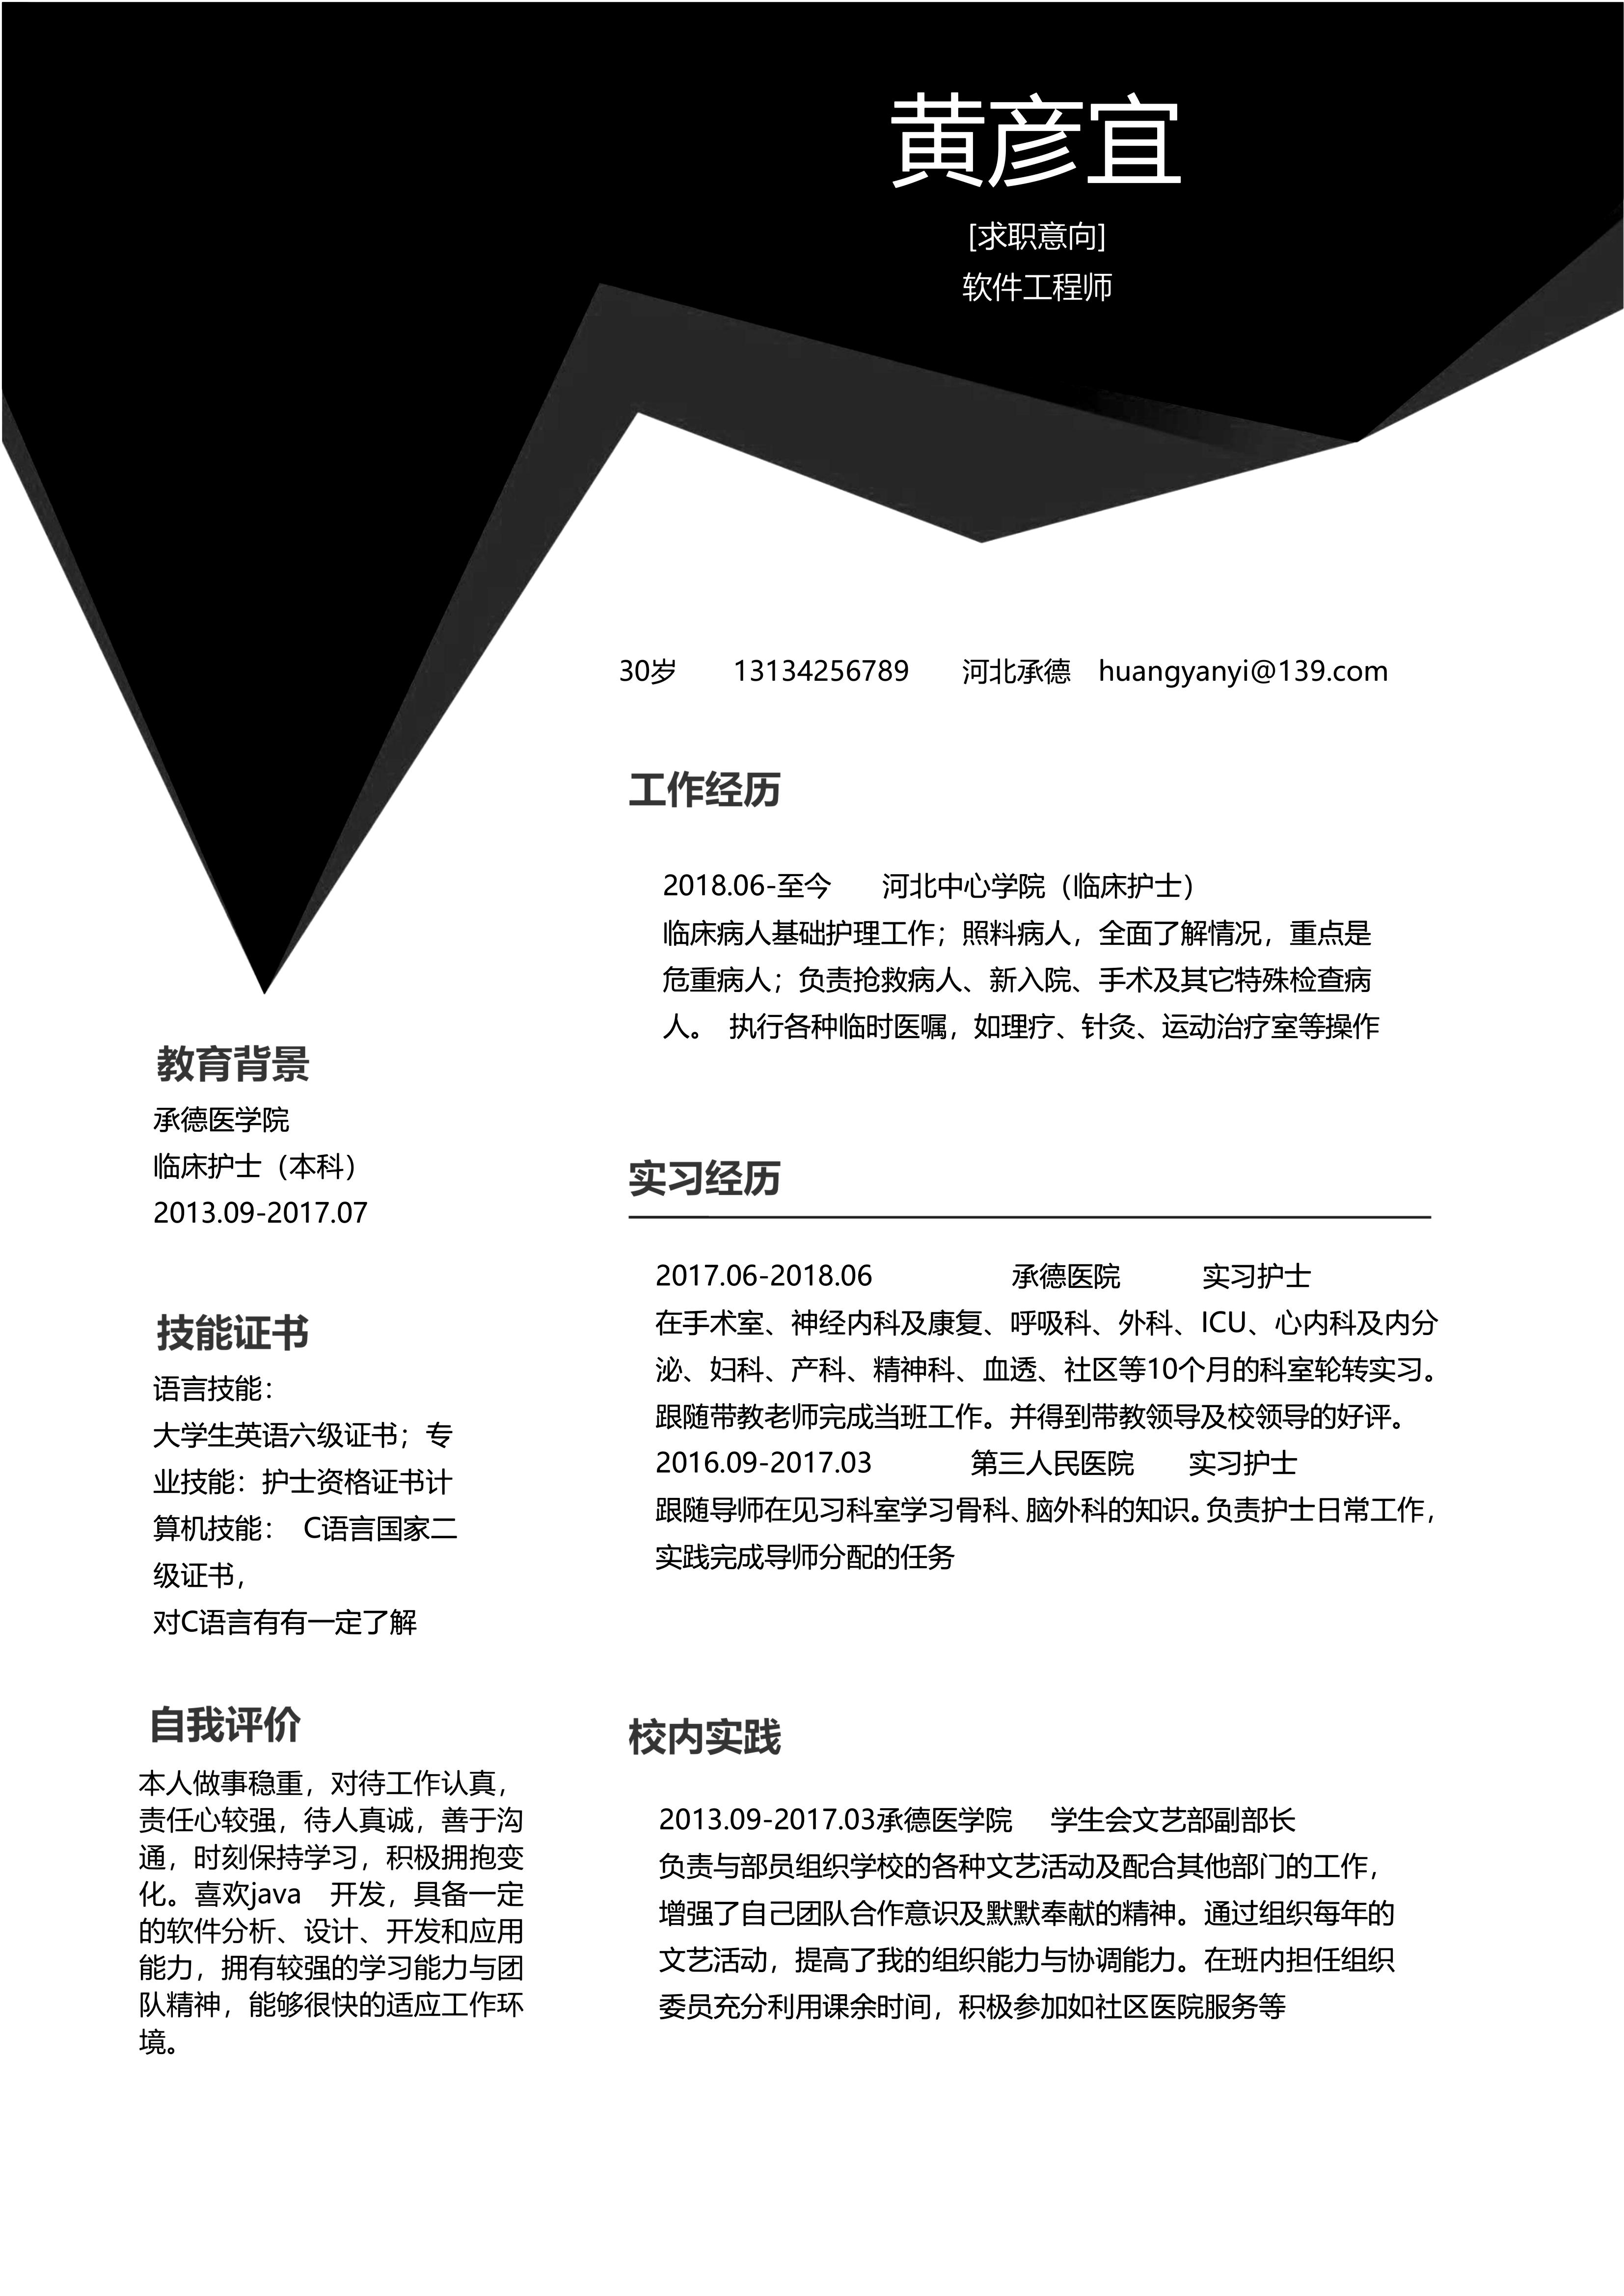 黄彦宜
[求职意向]
软件工程师
30岁 13134256789 河北承德 huangyanyi@139.com
工作经历
2018.06-至今 河北中心学院（临床护士）
临床病人基础护理工作；照料病人，全面了解情况，重点是
危重病人；负责抢救病人、新入院、手术及其它特殊检查病
人。 执行各种临时医嘱，如理疗、针灸、运动治疗室等操作
教育背景
承德医学院
临床护士（本科）
2013.09-2017.07
实习经历
2017.06-2018.06 承德医院 实习护士
在手术室、神经内科及康复、呼吸科、外科、ICU、心内科及内分
泌、妇科、产科、精神科、血透、社区等10个月的科室轮转实习。
跟随带教老师完成当班工作。并得到带教领导及校领导的好评。
2016.09-2017.03 第三人民医院 实习护士
跟随导师在见习科室学习骨科、脑外科的知识。负责护士日常工作，
实践完成导师分配的任务
技能证书
语言技能：
大学生英语六级证书；专
业技能：护士资格证书计
算机技能： C语言国家二
级证书，
对C语言有有一定了解
自我评价
本人做事稳重，对待工作认真，
责任心较强，待人真诚，善于沟
通，时刻保持学习，积极拥抱变
化。喜欢java 开发，具备一定
的软件分析、设计、开发和应用
能力，拥有较强的学习能力与团
队精神，能够很快的适应工作环
境。
校内实践
2013.09-2017.03承德医学院 学生会文艺部副部长
负责与部员组织学校的各种文艺活动及配合其他部门的工作，
增强了自己团队合作意识及默默奉献的精神。通过组织每年的
文艺活动，提高了我的组织能力与协调能力。在班内担任组织
委员充分利用课余时间，积极参加如社区医院服务等